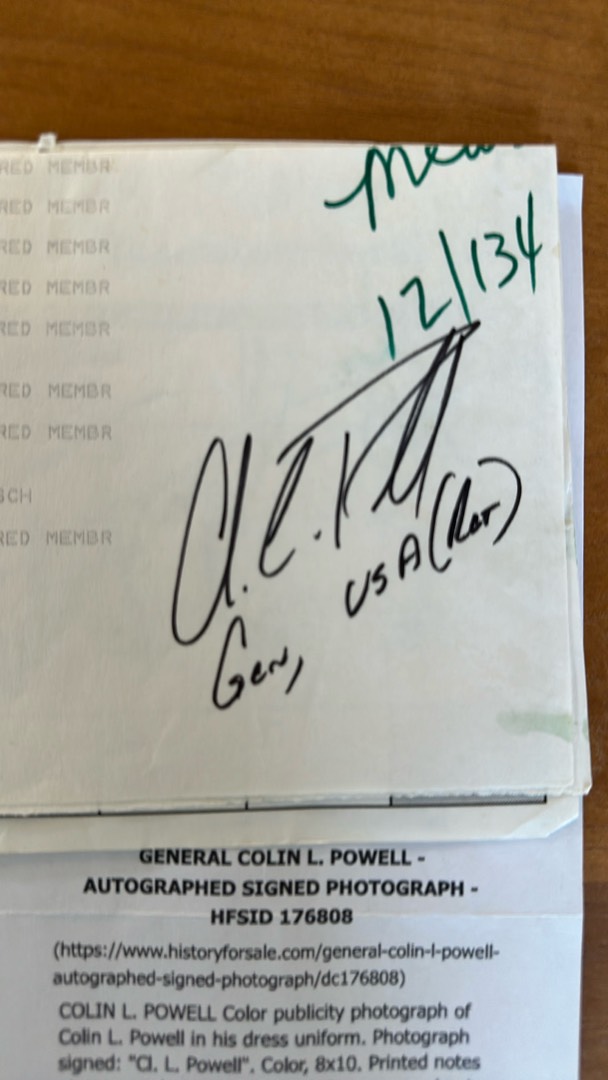 RED MEMBR
RED MEMBR
RED MEMBR
RED MEMBR
RED MEMBR
RED MEMBR
RED MEMBR
SCH
RED MEMBR
12/134
Cl. L. Powell
Gen, USA (Ret)
GENERAL COLIN L. POWELL -
AUTOGRAPHED SIGNED PHOTOGRAPH -
HFSID 176808
(https://www.historyforsale.com/general-colin-l-powell-
autographed-signed-photograph/dc176808)
COLIN L. POWELL Color publicity photograph of
Colin L. Powell in his dress uniform. Photograph
signed: "Cl. L. Powell". Color, 8x10. Printed notes